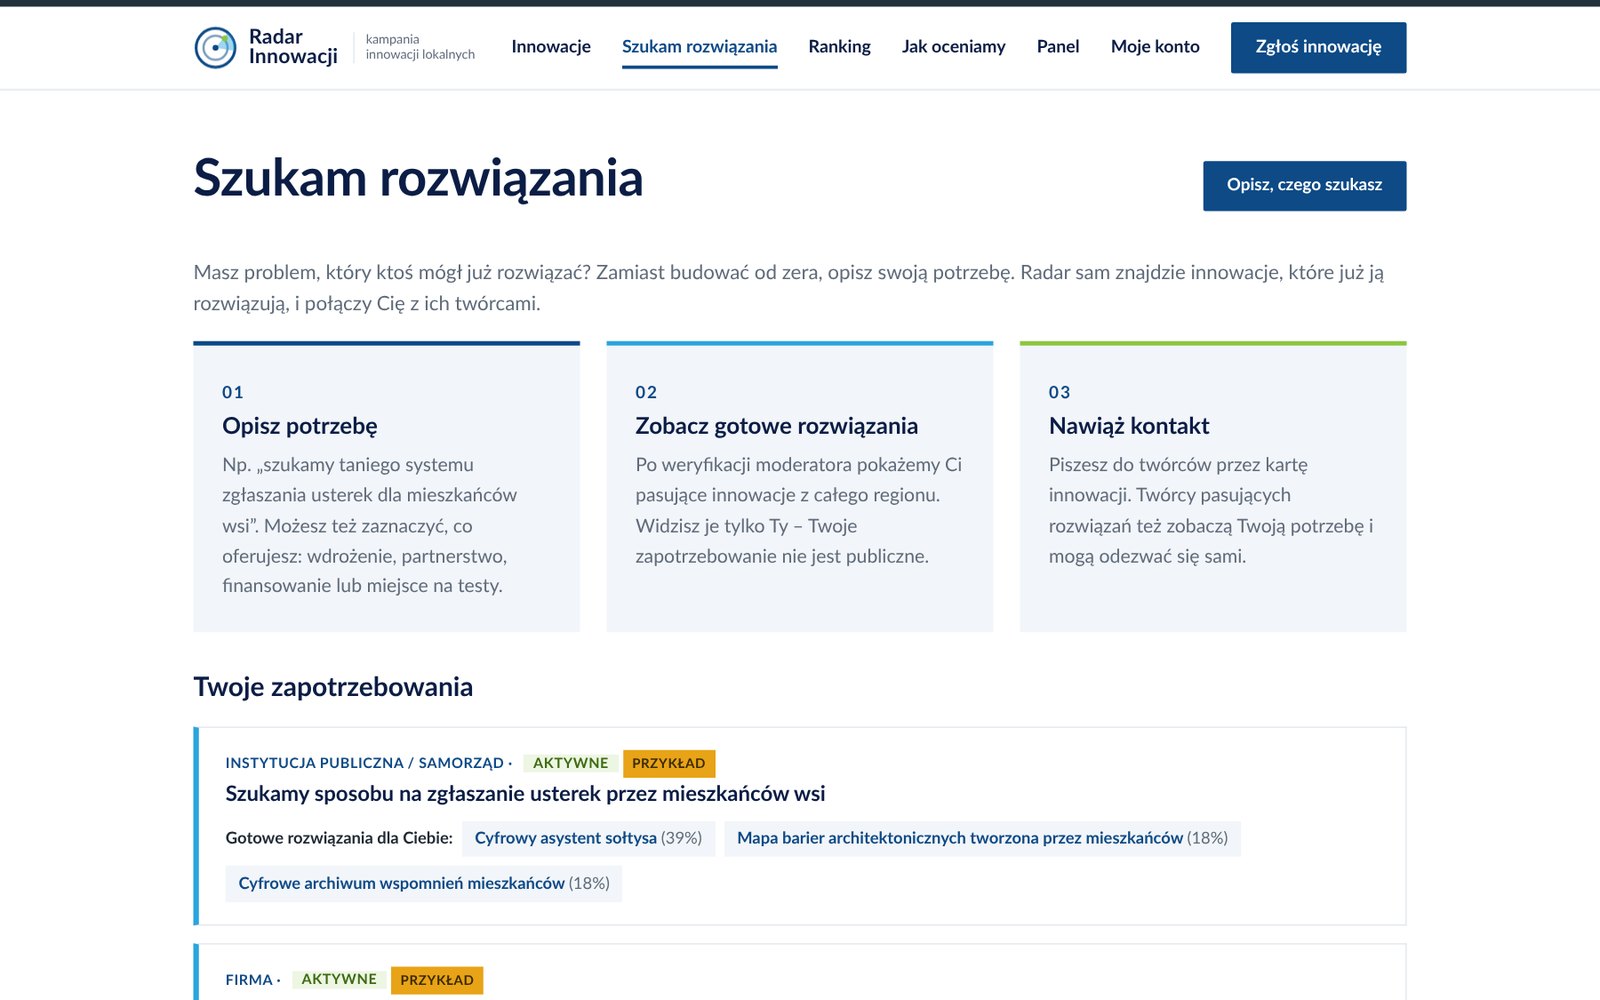 Radar
Innowacji
kampania
innowacji lokalnych
Innowacje
Szukam rozwiązania
Ranking
Jak oceniamy
Panel
Moje konto
Zgłoś innowację
Szukam rozwiązania
Opisz, czego szukasz
Masz problem, który ktoś mógł już rozwiązać? Zamiast budować od zera, opisz swoją potrzebę. Radar sam znajdzie innowacje, które już ją
rozwiązują, i połączy Cię z ich twórcami.
01
Opisz potrzebę
Np. „szukamy taniego systemu
zgłaszania usterek dla mieszkańców
wsi”. Możesz też zaznaczyć, co
oferujesz: wdrożenie, partnerstwo,
finansowanie lub miejsce na testy.
02
Zobacz gotowe rozwiązania
Po weryfikacji moderatora pokażemy Ci
pasujące innowacje z całego regionu.
Widzisz je tylko Ty – Twoje
zapotrzebowanie nie jest publiczne.
03
Nawiąż kontakt
Piszesz do twórców przez kartę
innowacji. Twórcy pasujących
rozwiązań też zobaczą Twoją potrzebę i
mogą odezwać się sami.
Twoje zapotrzebowania
INSTYTUCJA PUBLICZNA / SAMORZĄD · AKTYWNE PRZYKŁAD
Szukamy sposobu na zgłaszanie usterek przez mieszkańców wsi
Gotowe rozwiązania dla Ciebie: Cyfrowy asystent sołtysa (39%) Mapa barier architektonicznych tworzona przez mieszkańców (18%)
Cyfrowe archiwum wspomnień mieszkańców (18%)
FIRMA · AKTYWNE PRZYKŁAD